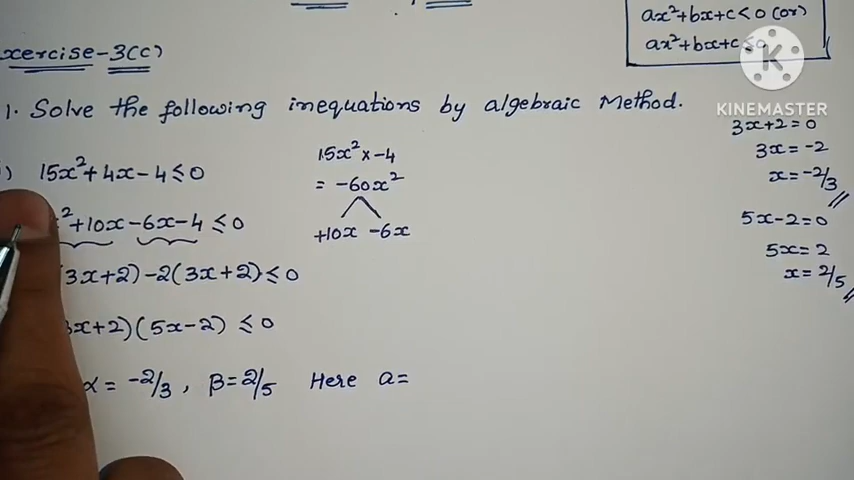 ax²+bx+c<0 (or)
ax²+bx+c≤0
KINEMASTER
xercise-3(c)
1. Solve the following inequations by algebraic Method.
) 15x²+4x-4≤0
x²+10x-6x-4≤0
(3x+2)-2(3x+2)≤0
3x+2)(5x-2)≤0
α=-2/3, β=2/5 Here a=
15x²x-4
=-60x²
+10x -6x
3x+2=0
3x=-2
x=-2/3
5x-2=0
5x=2
x=2/5